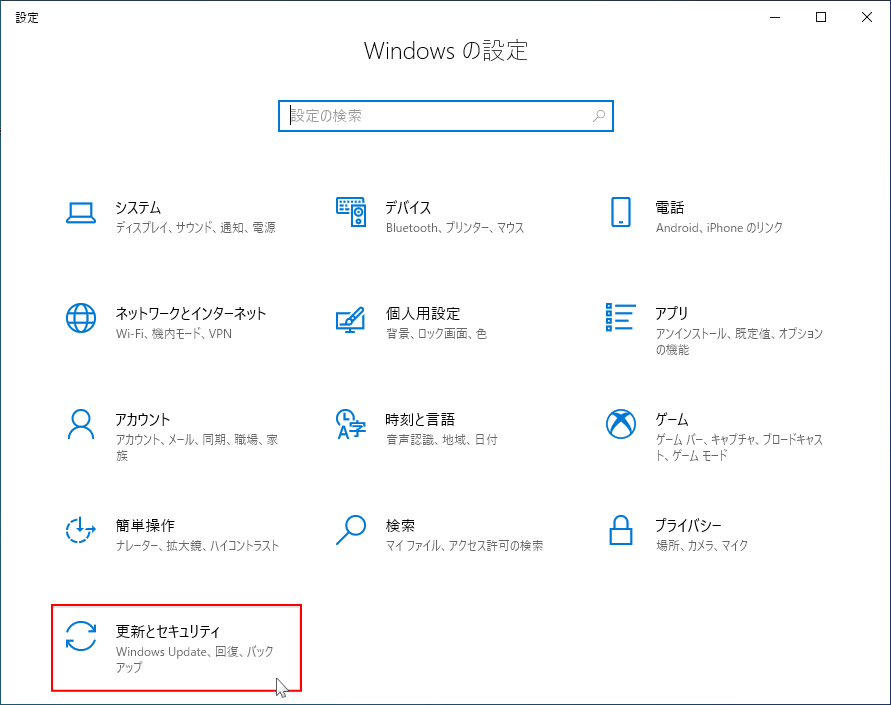 設定
Windows の設定
設定の検索
システム
ディスプレイ、サウンド、通知、電源
デバイス
Bluetooth、プリンター、マウス
電話
Android、iPhone のリンク
ネットワークとインターネット
Wi-Fi、機内モード、VPN
個人用設定
背景、ロック画面、色
アプリ
アンインストール、既定値、オプション
の機能
アカウント
アカウント、メール、同期、職場、家
族
時刻と言語
音声認識、地域、日付
ゲーム
ゲーム バー、キャプチャ、ブロードキャス
ト、ゲーム モード
簡単操作
ナレーター、拡大鏡、ハイコントラスト
検索
マイ ファイル、アクセス許可の検索
プライバシー
場所、カメラ、マイク
更新とセキュリティ
Windows Update、回復、バック
アップ